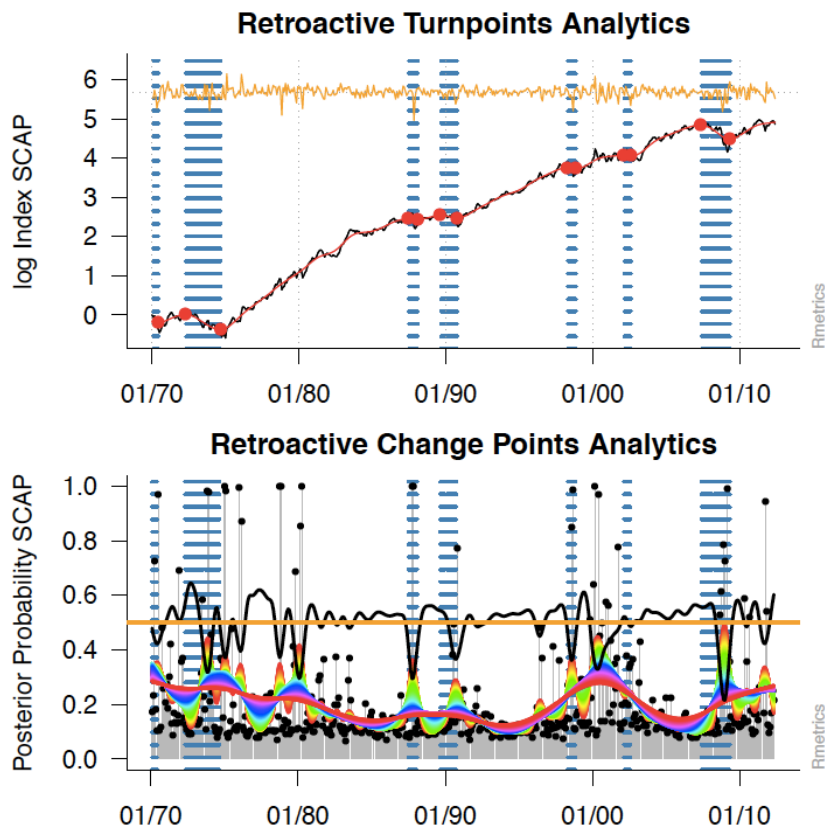 Retroactive Turnpoints Analytics
log Index SCAP
6
5
4
3
2
1
0
01/70 01/80 01/90 01/00 01/10
Rmetrics
Retroactive Change Points Analytics
Posterior Probability SCAP
1.0
0.8
0.6
0.4
0.2
0.0
01/70 01/80 01/90 01/00 01/10
Rmetrics